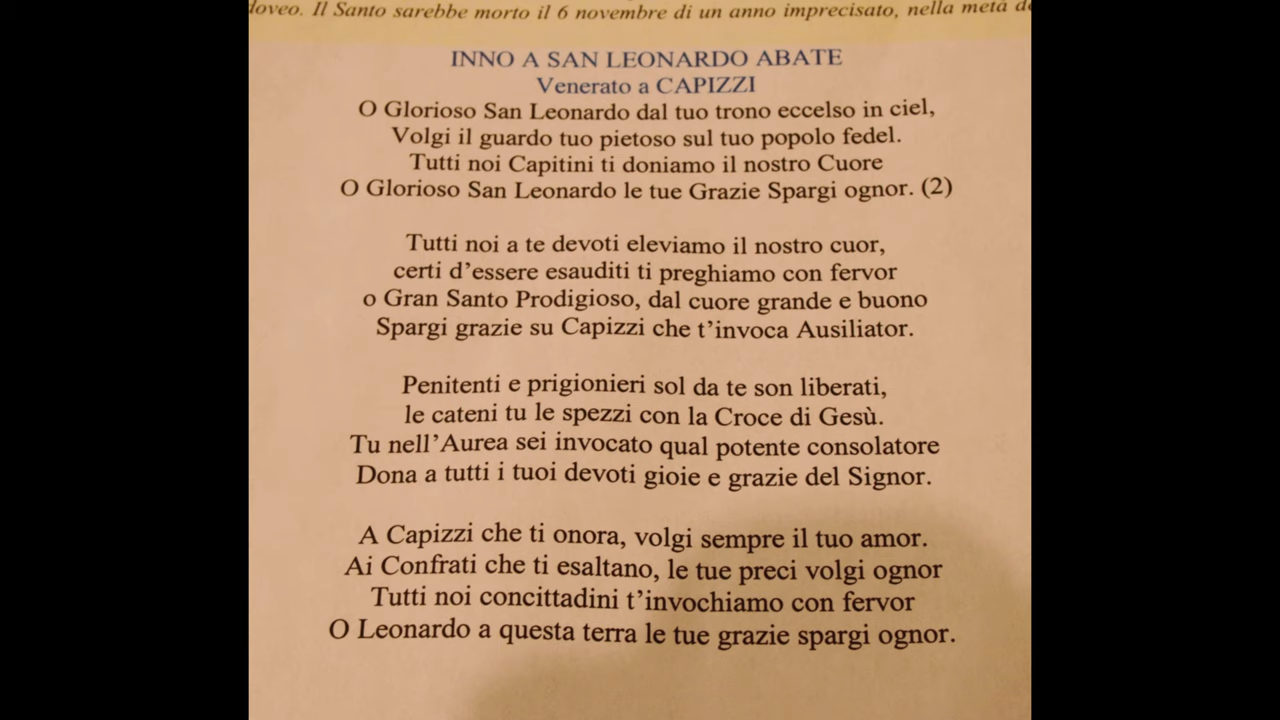 doveo. Il Santo sarebbe morto il 6 novembre di un anno imprecisato, nella metà
INNO A SAN LEONARDO ABATE
Venerato a CAPIZZI
O Glorioso San Leonardo dal tuo trono eccelso in ciel,
Volgi il guardo tuo pietoso sul tuo popolo fedel.
Tutti noi Capitini ti doniamo il nostro Cuore
O Glorioso San Leonardo le tue Grazie Spargi ognor. (2)
Tutti noi a te devoti eleviamo il nostro cuor,
certi d'essere esauditi ti preghiamo con fervor
o Gran Santo Prodigioso, dal cuore grande e buono
Spargi grazie su Capizzi che t'invoca Ausiliator.
Penitenti e prigionieri sol da te son liberati,
le cateni tu le spezzi con la Croce di Gesù.
Tu nell'Aurea sei invocato qual potente consolatore
Dona a tutti i tuoi devoti gioie e grazie del Signor.
A Capizzi che ti onora, volgi sempre il tuo amor.
Ai Confrati che ti esaltano, le tue preci volgi ognor
Tutti noi concittadini t'invochiamo con fervor
O Leonardo a questa terra le tue grazie spargi ognor.